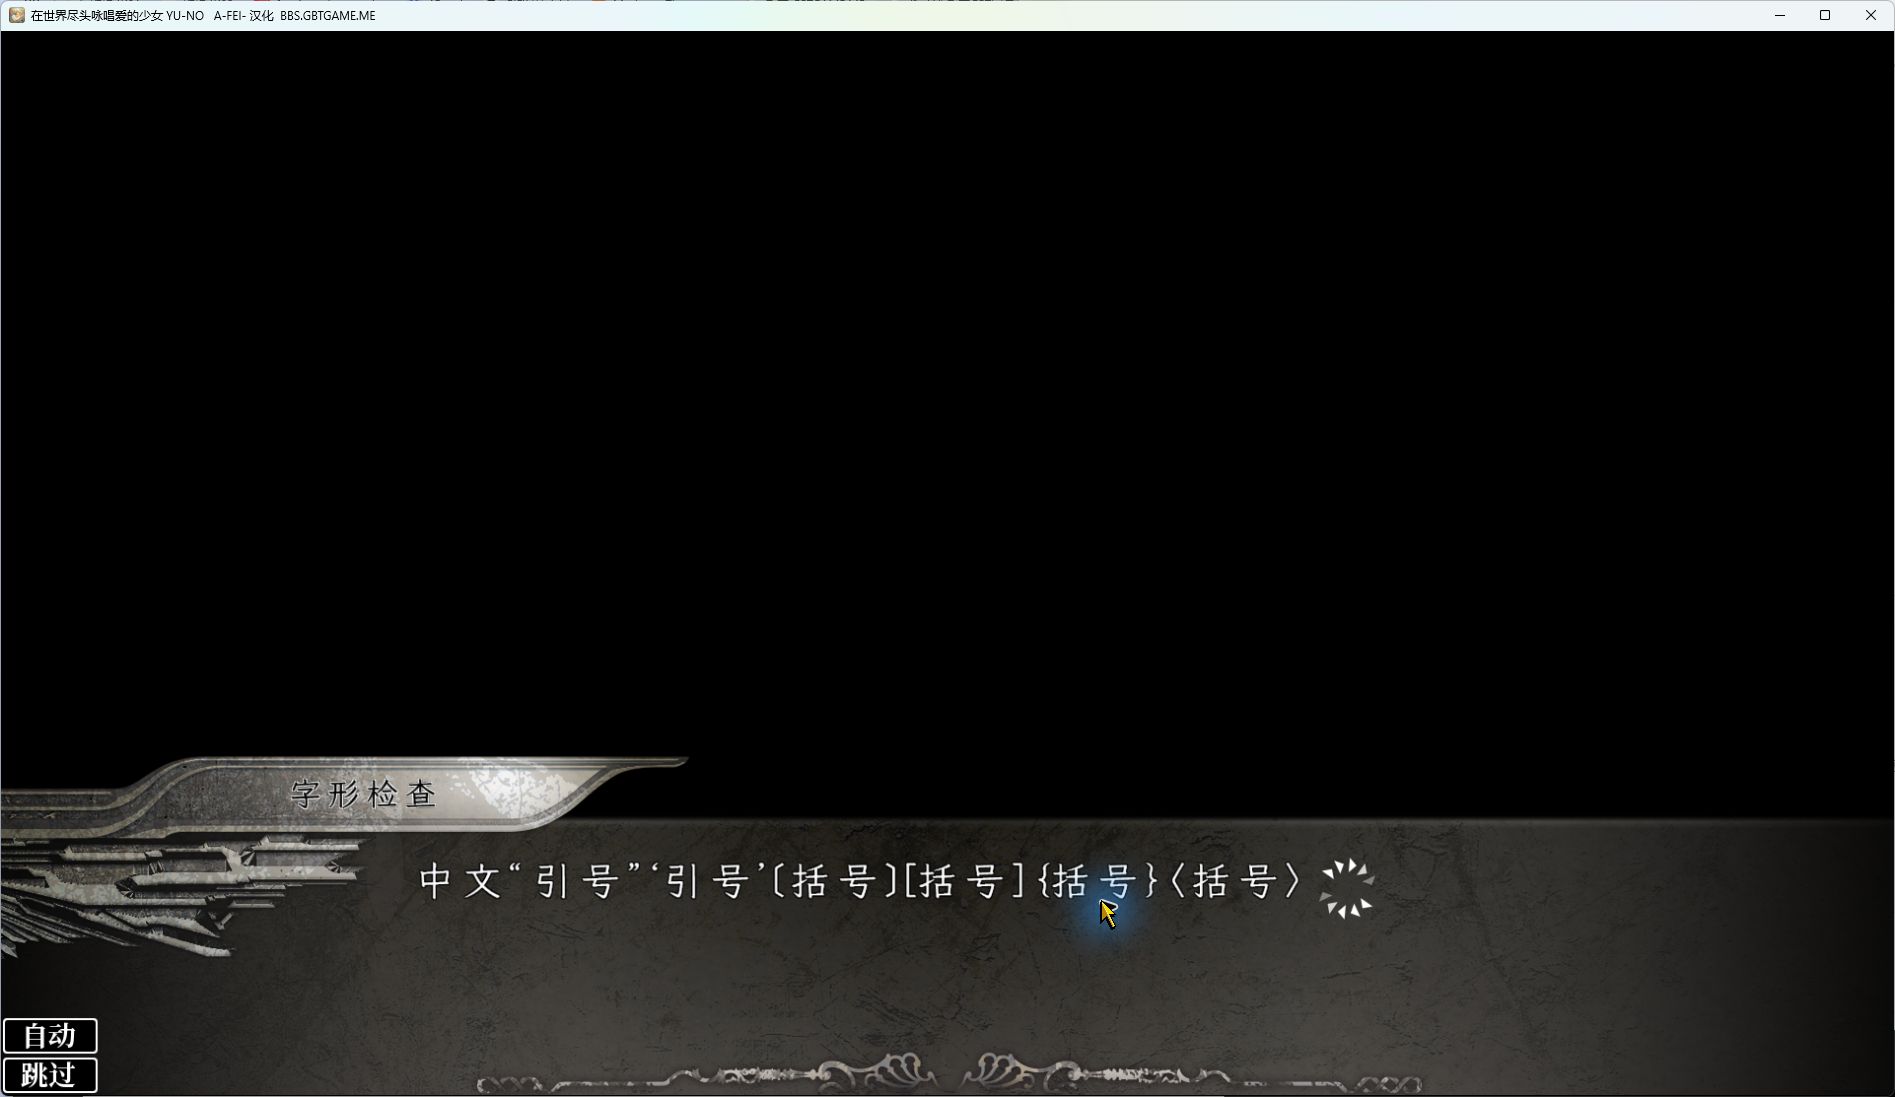 在世界尽头咏唱爱的少女 YU-NO A-FEI- 汉化 BBS.GBTGAME.ME
字形检查
中文“引号”‘引号’〔括号〕[括号]{括号}〈括号〉
自动
跳过